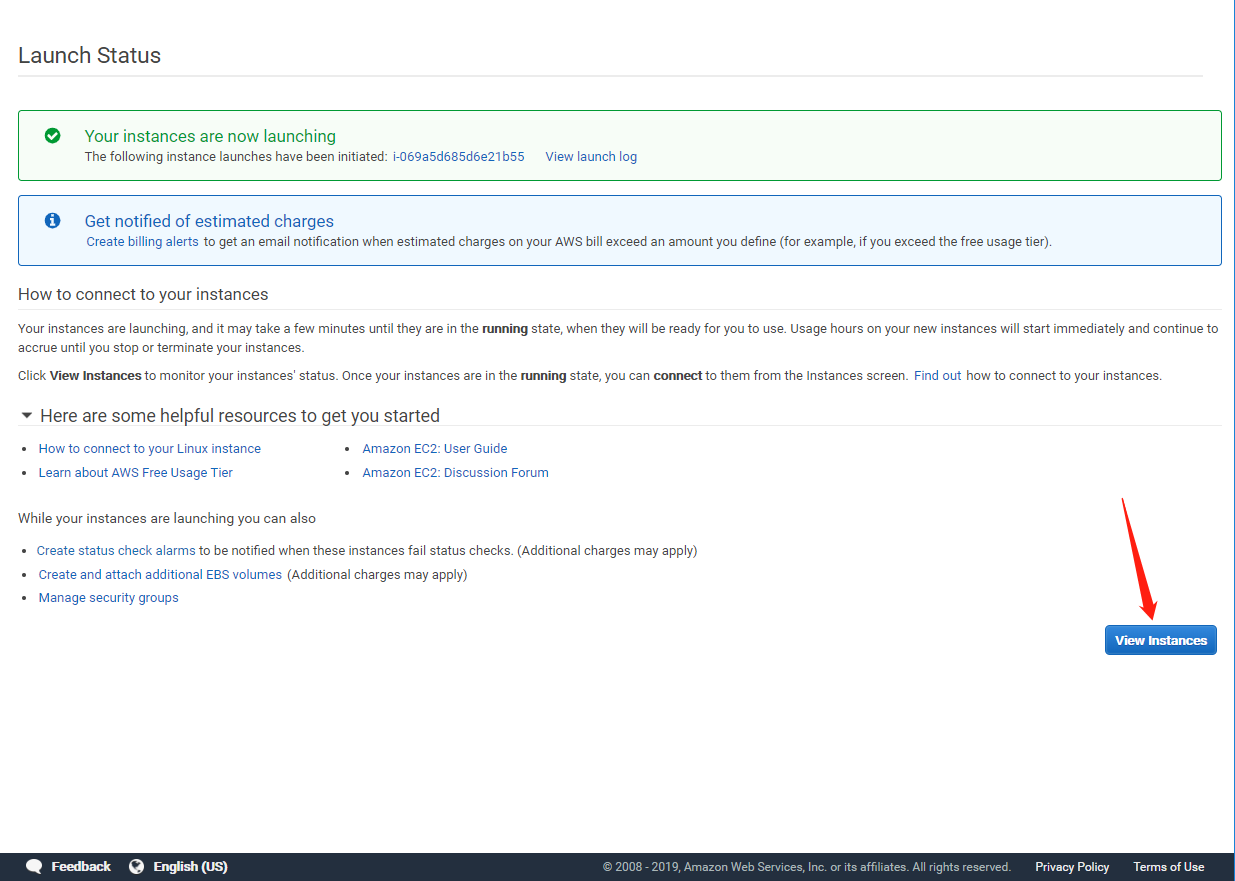 Launch Status
Your instances are now launching
The following instance launches have been initiated: i-069a5d685d6e21b55 View launch log
Get notified of estimated charges
Create billing alerts to get an email notification when estimated charges on your AWS bill exceed an amount you define (for example, if you exceed the free usage tier).
How to connect to your instances
Your instances are launching, and it may take a few minutes until they are in the running state, when they will be ready for you to use. Usage hours on your new instances will start immediately and continue to
accrue until you stop or terminate your instances.
Click View Instances to monitor your instances' status. Once your instances are in the running state, you can connect to them from the Instances screen. Find out how to connect to your instances.
Here are some helpful resources to get you started
How to connect to your Linux instance
Learn about AWS Free Usage Tier
Amazon EC2: User Guide
Amazon EC2: Discussion Forum
While your instances are launching you can also
Create status check alarms to be notified when these instances fail status checks. (Additional charges may apply)
Create and attach additional EBS volumes (Additional charges may apply)
Manage security groups
View Instances
Feedback English (US) © 2008 - 2019, Amazon Web Services, Inc. or its affiliates. All rights reserved. Privacy Policy Terms of Use